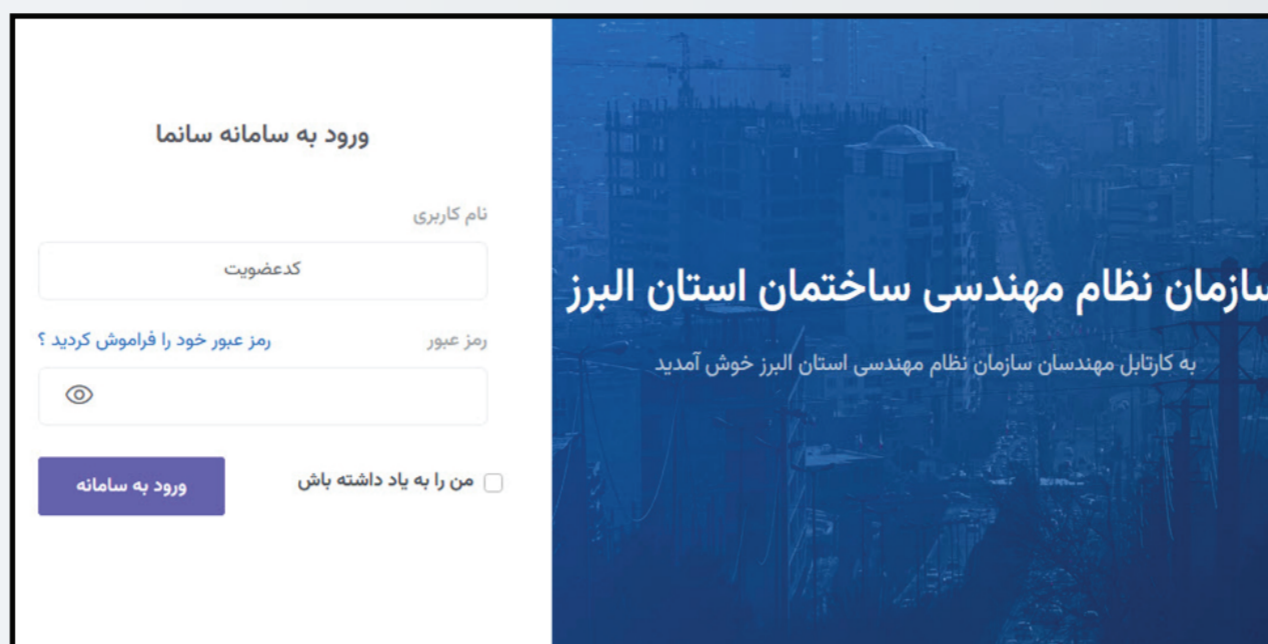 سازمان نظام مهندسی ساختمان استان البرز
به کارتابل مهندسان سازمان نظام مهندسی استان البرز خوش آمدید
ورود به سامانه سانما
نام کاربری
کدعضویت
رمز عبور
رمز عبور خود را فراموش کردید ؟
من را به یاد داشته باش
ورود به سامانه